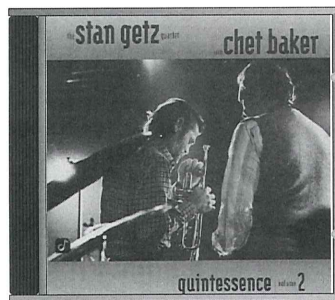 the stan getz quartet
with chet baker
quintessence volume 2